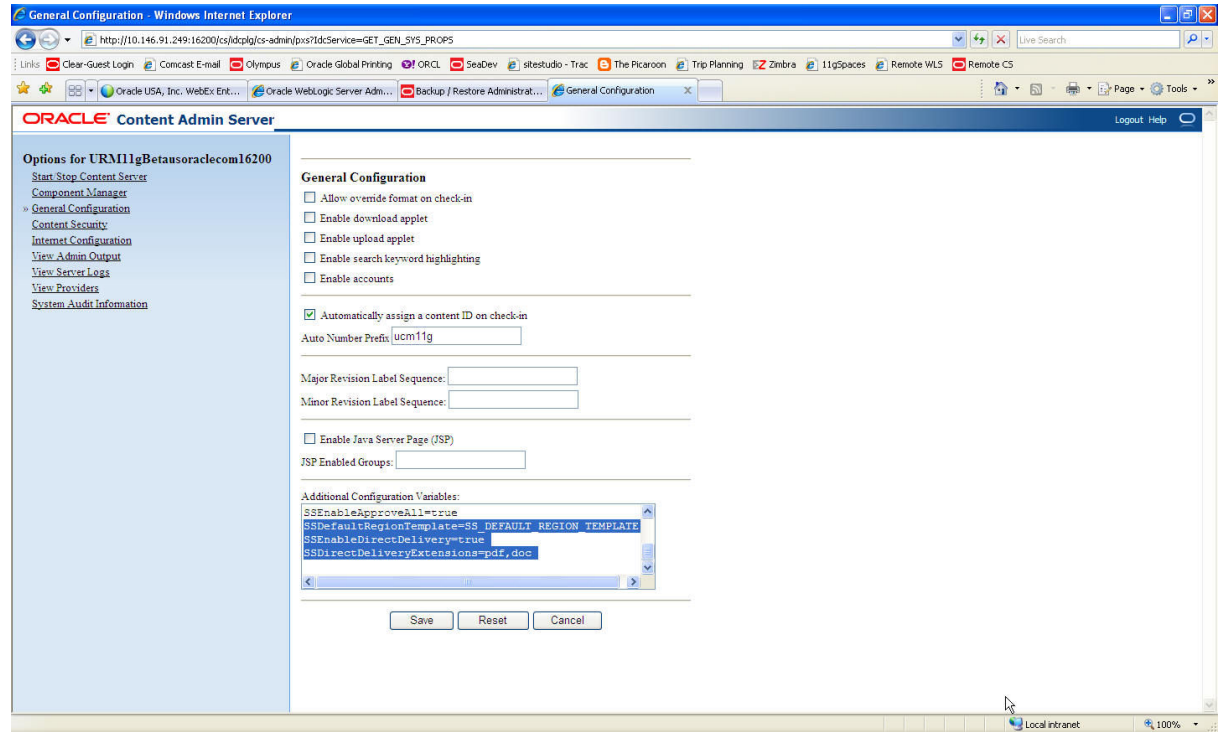 General Configuration - Windows Internet Explorer
http://10.146.91.249:16200/cs/idcplg/cs-admin/pxs?IdcService=GET_GEN_SYS_PROPS
Live Search
Links Clear-Guest Login Comcast E-mail Olympus Oracle Global Printing ORCL SeaDev sitestudio - Trac The Picaroon Trip Planning Zimbra 11gSpaces Remote WLS Remote CS
Oracle USA, Inc. WebEx Ent... Oracle WebLogic Server Adm... Backup / Restore Administrat... General Configuration X Page Tools »
ORACLE Content Admin Server
Logout Help
Options for URM11gBetausoraclecom16200
Start/Stop Content Server
Component Manager
» General Configuration
Content Security
Internet Configuration
View Admin Output
View Server Logs
View Providers
System Audit Information
General Configuration
Allow override format on check-in
Enable download applet
Enable upload applet
Enable search keyword highlighting
Enable accounts
Automatically assign a content ID on check-in
Auto Number Prefix ucm11g
Major Revision Label Sequence:
Minor Revision Label Sequence:
Enable Java Server Page (JSP)
JSP Enabled Groups:
Additional Configuration Variables:
SSEnableApproveAll=true
SSDefaultRegionTemplate=SS_DEFAULT_REGION_TEMPLATE
SSEnableDirectDelivery=true
SSDirectDeliveryExtensions=pdf,doc
Save Reset Cancel
Local intranet 100%